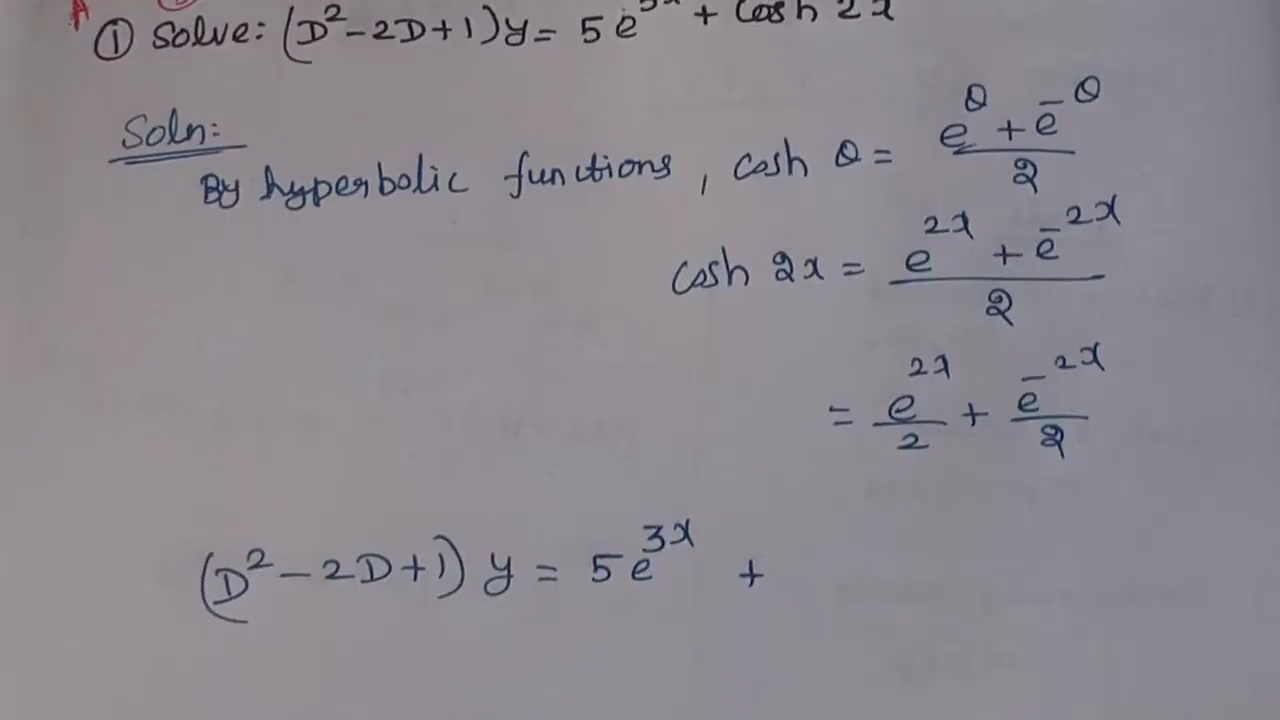 ① Solve: (D² - 2D + 1) y = 5e³ˣ + Cosh 2x
Soln:
By hyperbolic functions, cosh θ = (e^θ + e^-θ)/2
cosh 2x = (e^2x + e^-2x)/2
= e^2x/2 + e^-2x/2
(D² - 2D + 1) y = 5e^3x +